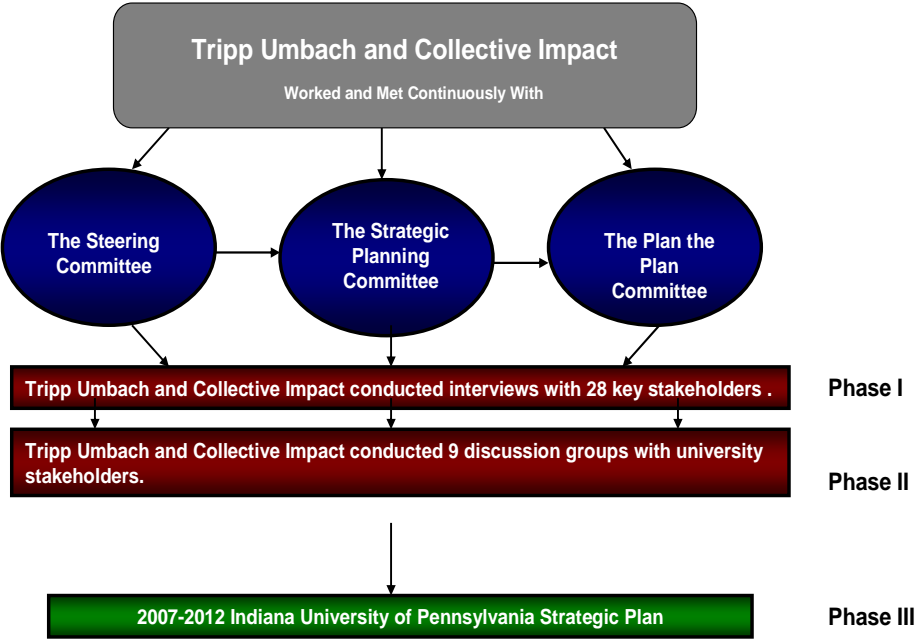 Tripp Umbach and Collective Impact
Worked and Met Continuously With
The Steering
Committee
The Strategic
Planning
Committee
The Plan the
Plan
Committee
Tripp Umbach and Collective Impact conducted interviews with 28 key stakeholders .
Phase I
Tripp Umbach and Collective Impact conducted 9 discussion groups with university
stakeholders.
Phase II
2007-2012 Indiana University of Pennsylvania Strategic Plan
Phase III